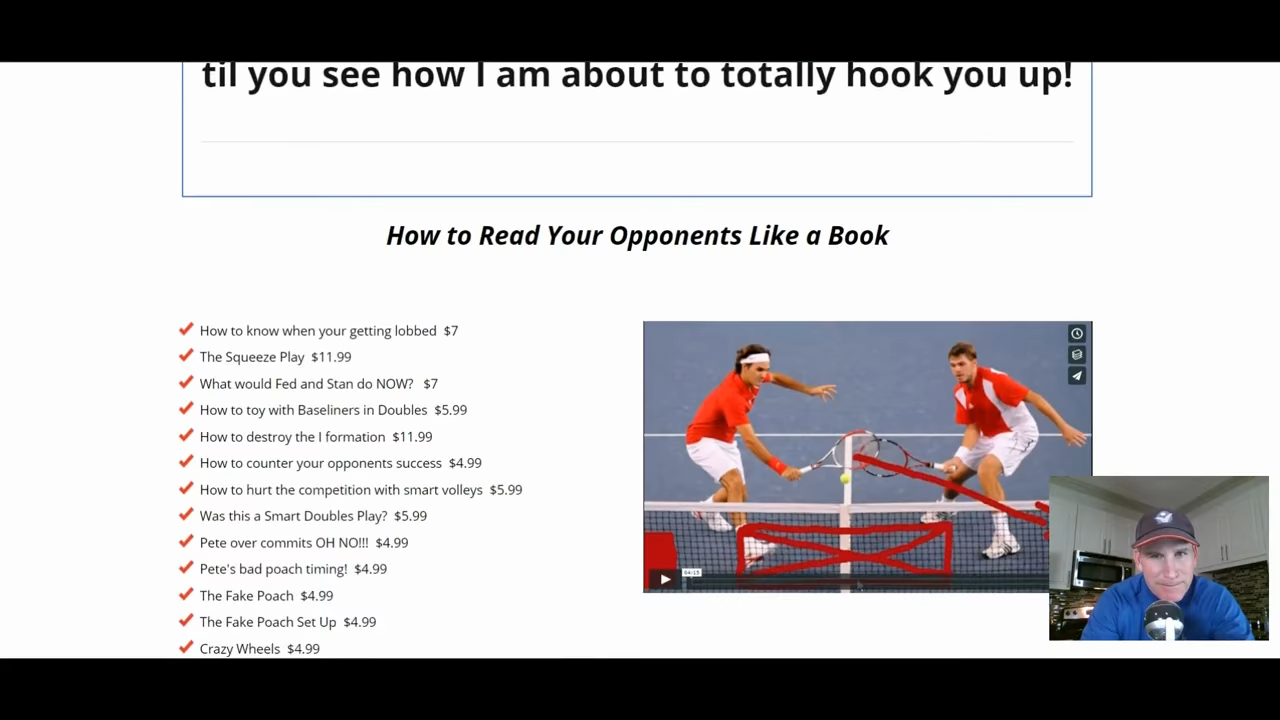 til you see how I am about to totally hook you up!
How to Read Your Opponents Like a Book
How to know when your getting lobbed $7
The Squeeze Play $11.99
What would Fed and Stan do NOW? $7
How to toy with Baseliners in Doubles $5.99
How to destroy the I formation $11.99
How to counter your opponents success $4.99
How to hurt the competition with smart volleys $5.99
Was this a Smart Doubles Play? $5.99
Pete over commits OH NO!!! $4.99
Pete's bad poach timing! $4.99
The Fake Poach $4.99
The Fake Poach Set Up $4.99
Crazy Wheels $4.99
04:15